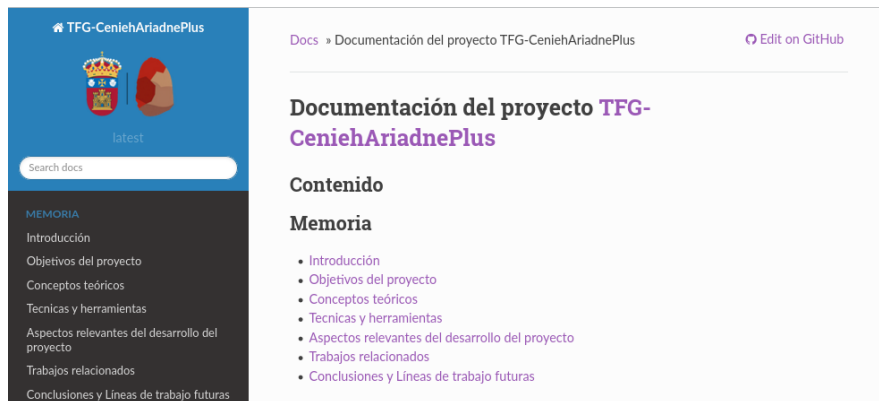 TFG-CeniehAriadnePlus
latest
Search docs
MEMORIA
Introducción
Objetivos del proyecto
Conceptos teóricos
Tecnicas y herramientas
Aspectos relevantes del desarrollo del
proyecto
Trabajos relacionados
Conclusiones y Líneas de trabajo futuras
Docs » Documentación del proyecto TFG-CeniehAriadnePlus
Edit on GitHub
Documentación del proyecto TFG-
CeniehAriadnePlus
Contenido
Memoria
• Introducción
• Objetivos del proyecto
• Conceptos teóricos
• Tecnicas y herramientas
• Aspectos relevantes del desarrollo del proyecto
• Trabajos relacionados
• Conclusiones y Líneas de trabajo futuras